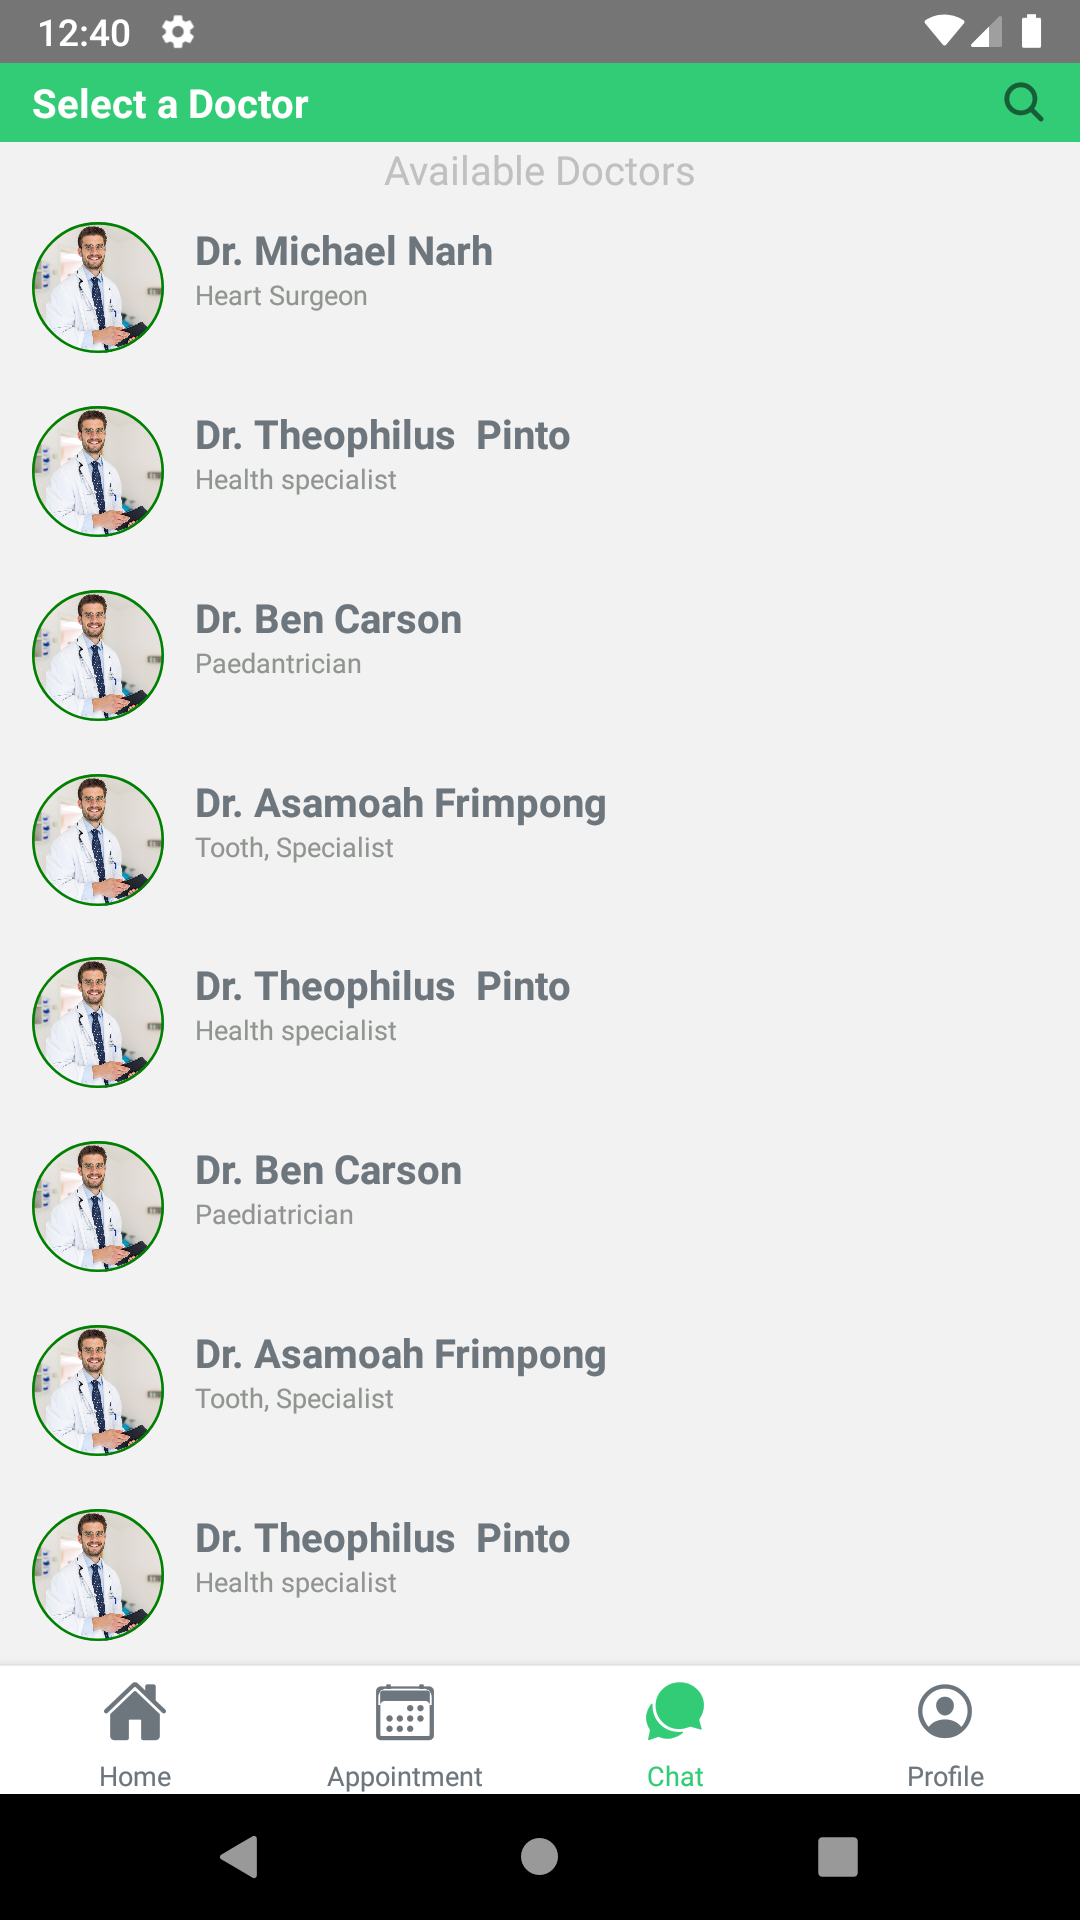 12:40
Select a Doctor
Available Doctors
Dr. Michael Narh
Heart Surgeon
Dr. Theophilus  Pinto
Health specialist
Dr. Ben Carson
Paedantrician
Dr. Asamoah Frimpong
Tooth, Specialist
Dr. Theophilus  Pinto
Health specialist
Dr. Ben Carson
Paediatrician
Dr. Asamoah Frimpong
Tooth, Specialist
Dr. Theophilus  Pinto
Health specialist
Home
Appointment
Chat
Profile